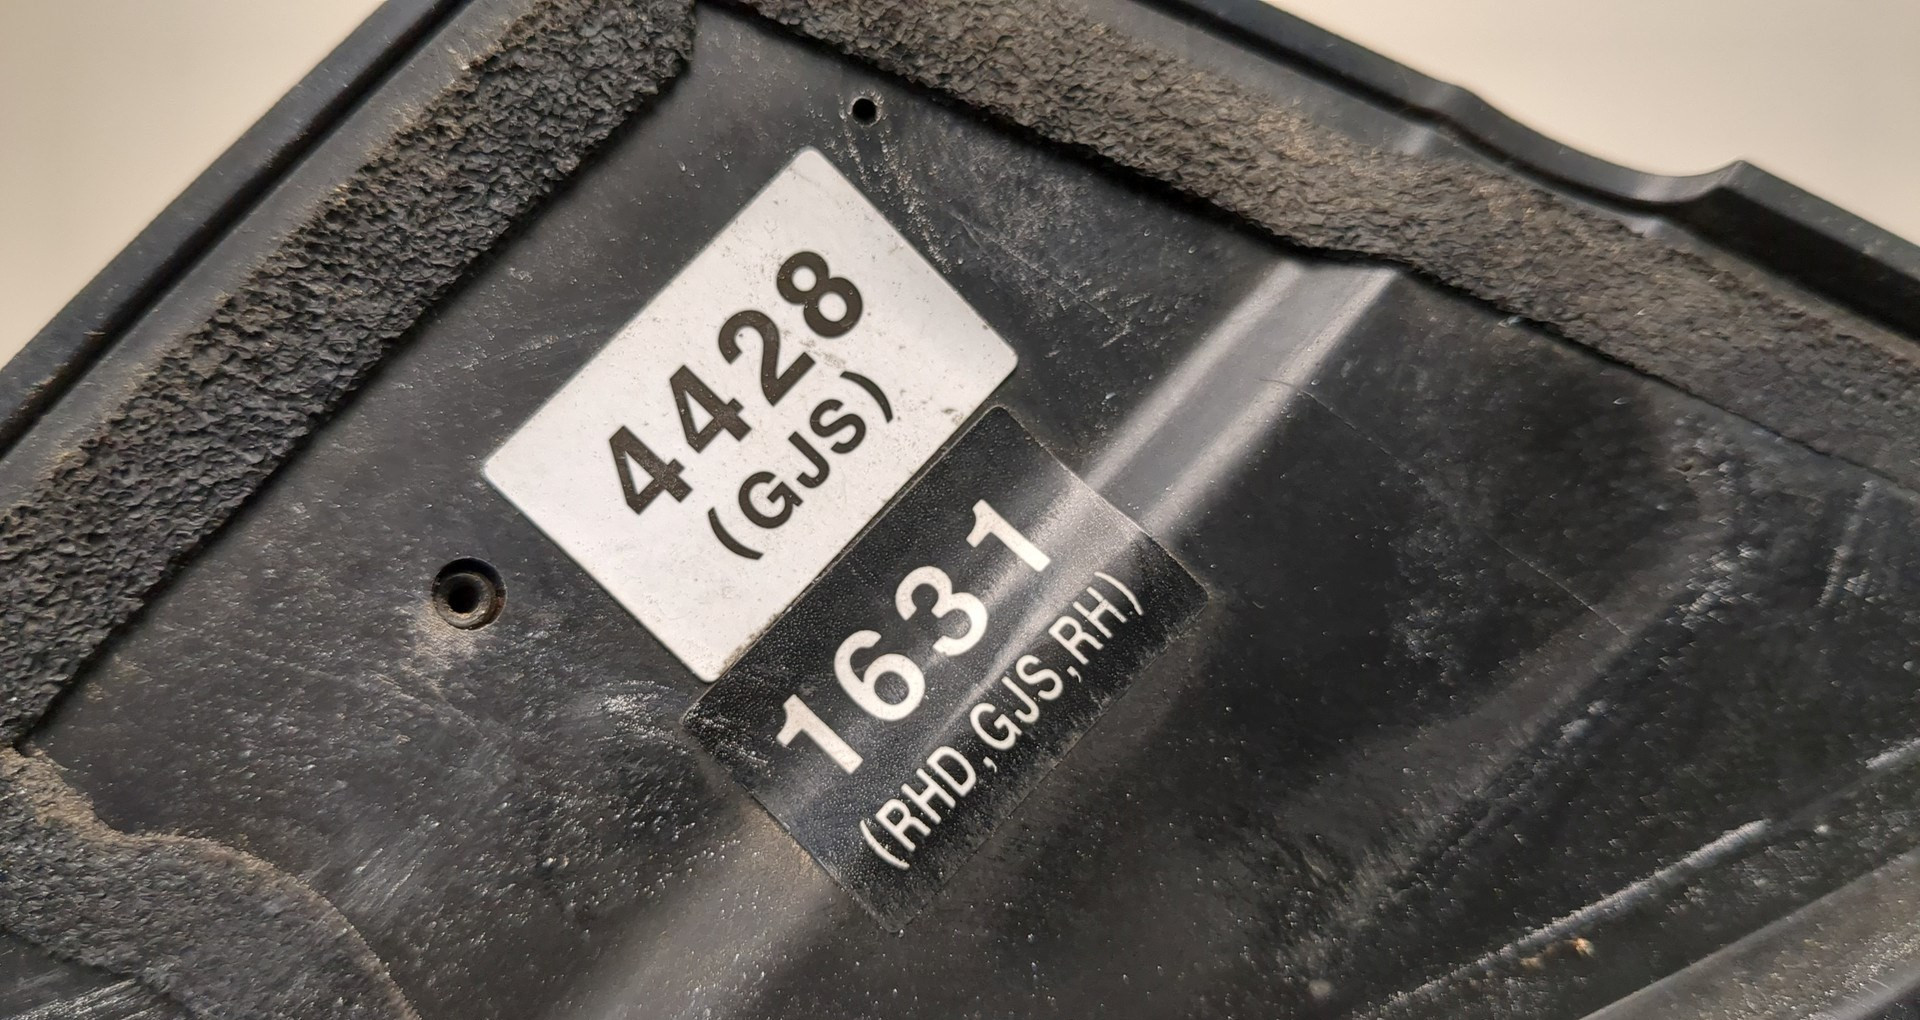 4428
(GJS)
1631
(RHD,GJS,RH)